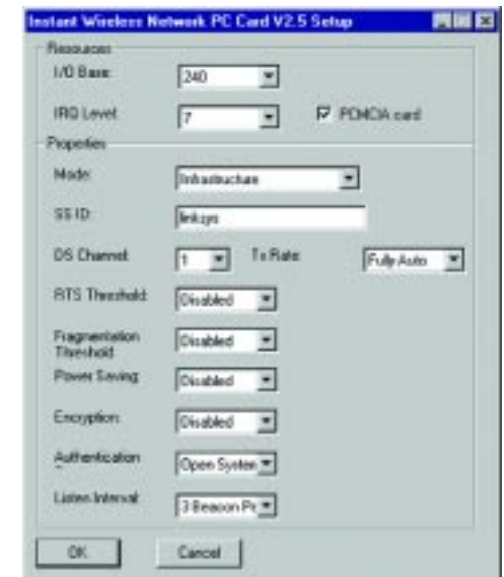 Instant Wireless Network PC Card V2.5 Setup
Resources
I/O Base:
240
IRQ Level:
7
PCMCIA card
Properties
Mode:
Infrastructure
SS ID:
linksys
DS Channel:
1
Tx Rate:
Fully Auto
RTS Threshold:
Disabled
Fragmentation
Threshold
Disabled
Power Saving:
Disabled
Encryption:
Disabled
Authentication
Open System
Listen Interval:
3 Beacon
OK
Cancel